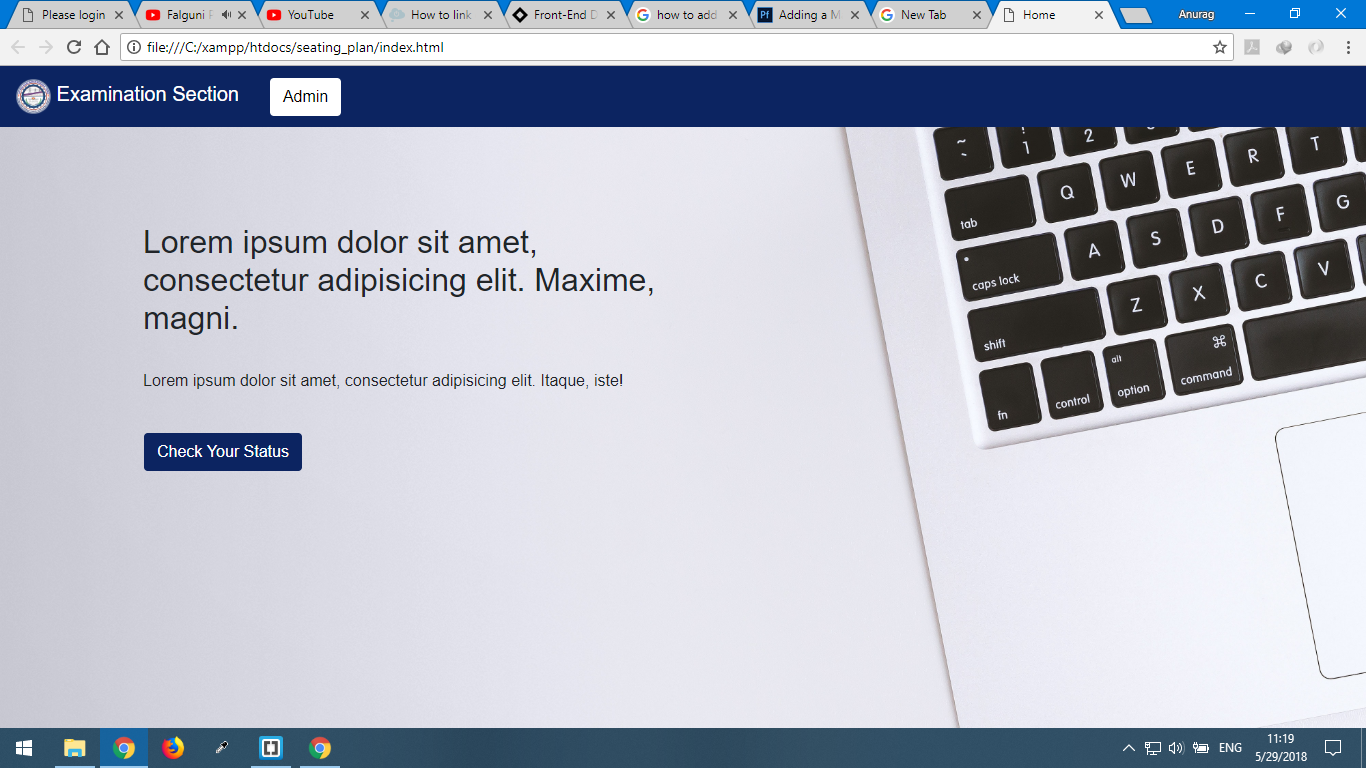 Please login
Falguni P
YouTube
How to link
Front-End D
how to add
Pf
Adding a M
New Tab
Home
Anurag
file:///C:/xampp/htdocs/seating_plan/index.html
Examination Section
Admin
~
`
!
1
2
Q
W
E
R
T
tab
A
S
D
F
G
caps lock
Z
X
C
V
shift
fn
control
alt
option
⌘
command
Lorem ipsum dolor sit amet,
consectetur adipisicing elit. Maxime,
magni.
Lorem ipsum dolor sit amet, consectetur adipisicing elit. Itaque, iste!
Check Your Status
ENG
11:19
5/29/2018